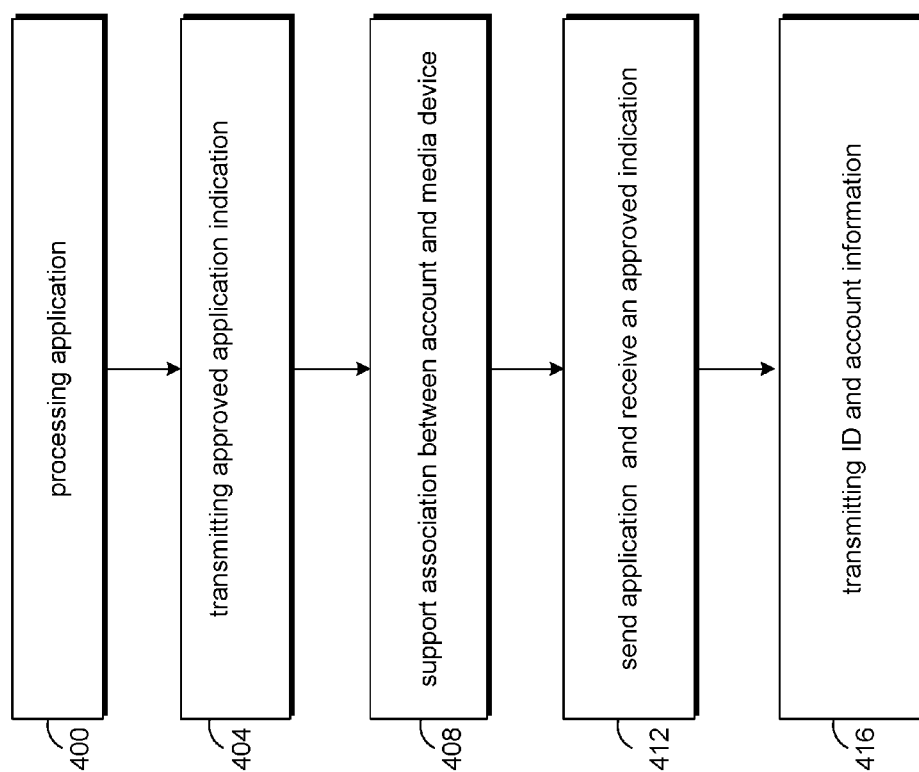 processing application
400
transmitting approved application indication
404
support association between account and media device
408
send application and receive an approved indication
412
transmitting ID and account information
416